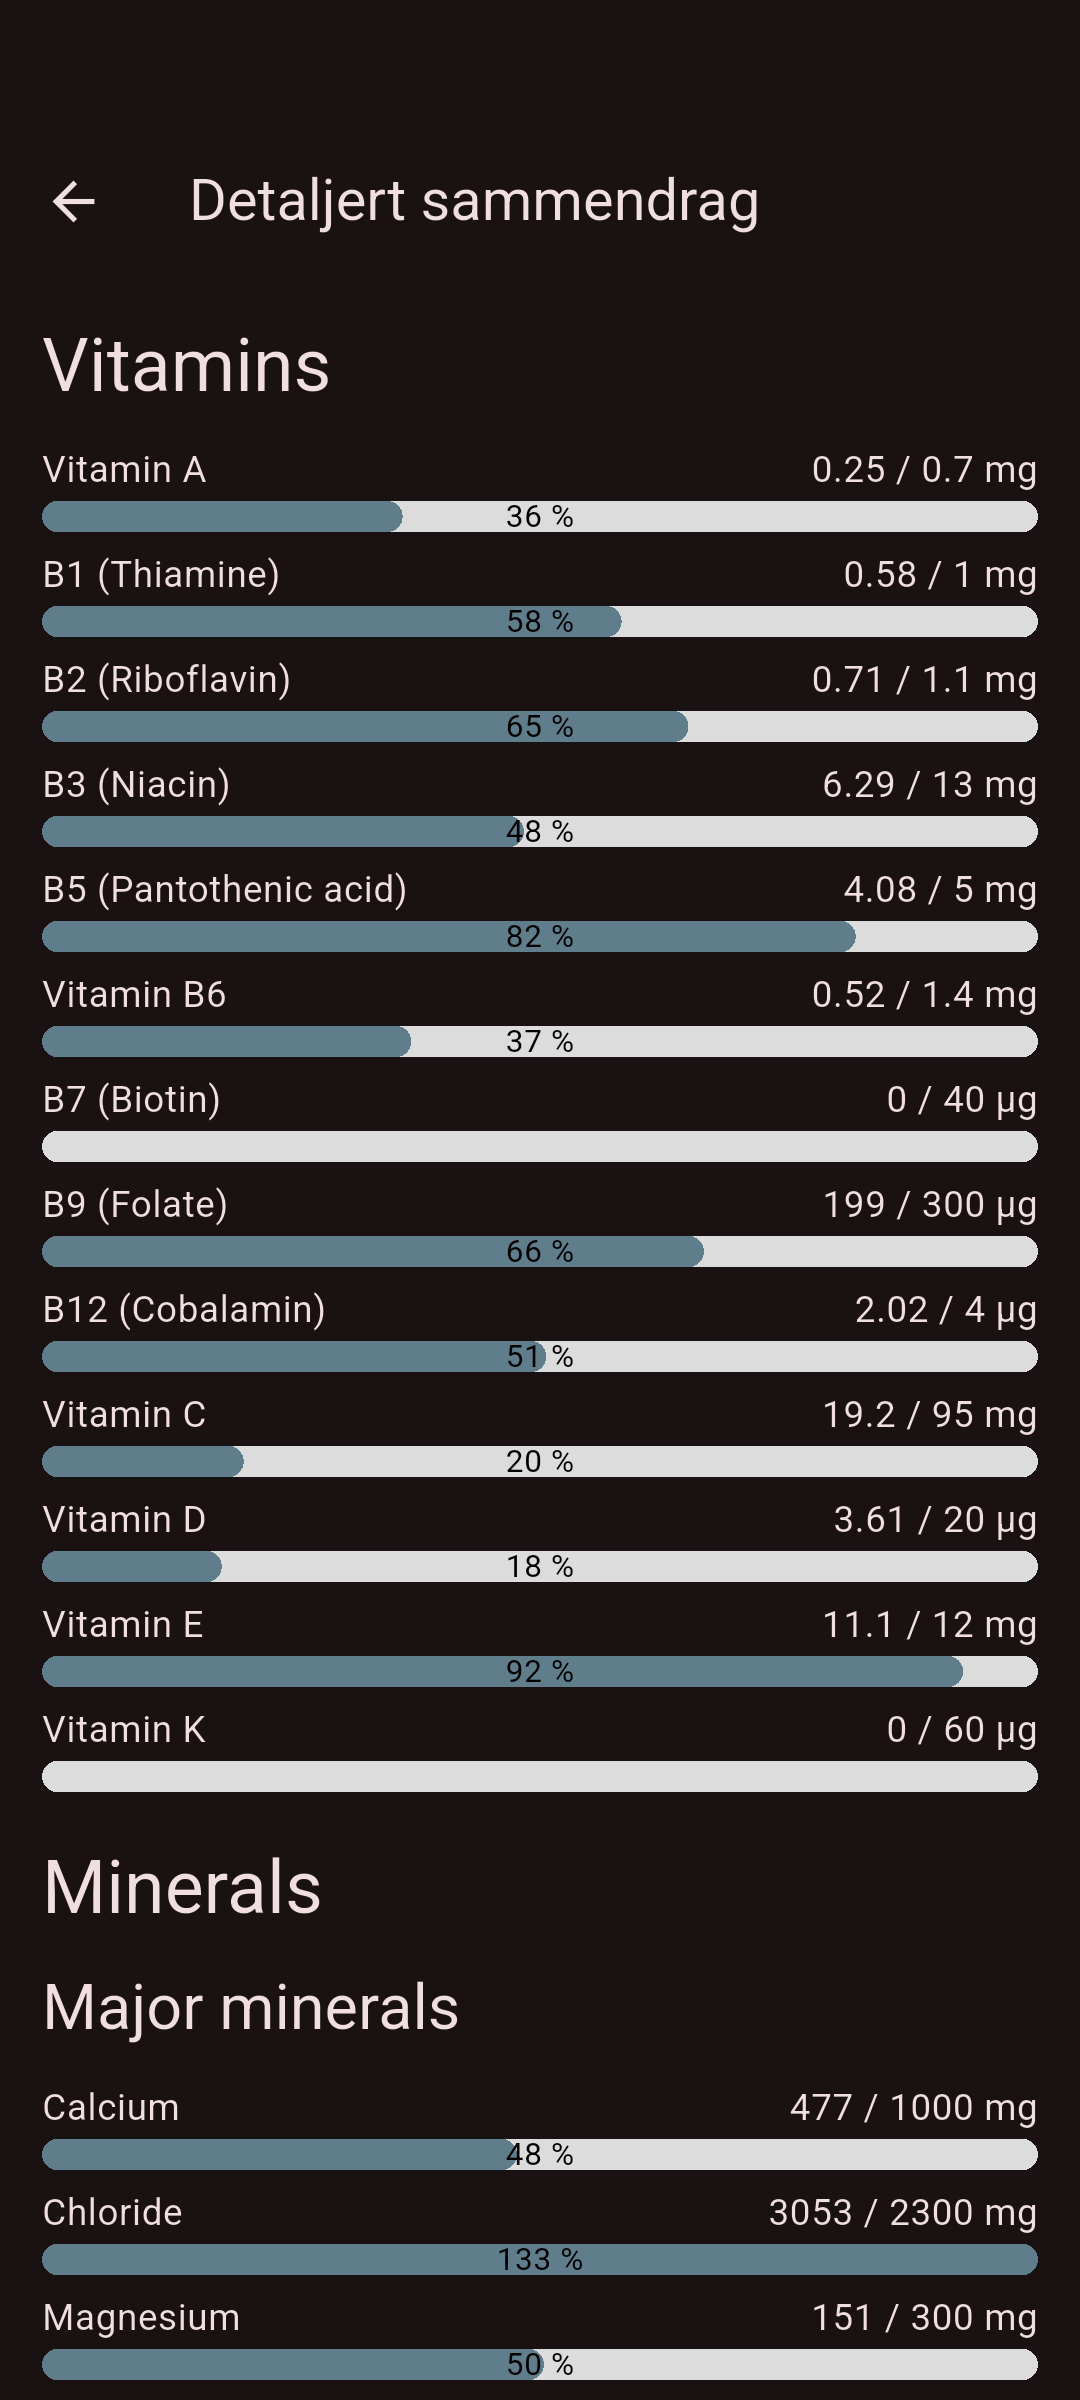 Detaljert sammendrag
Vitamins
Vitamin A 0.25 / 0.7 mg
36 %
B1 (Thiamine) 0.58 / 1 mg
58 %
B2 (Riboflavin) 0.71 / 1.1 mg
65 %
B3 (Niacin) 6.29 / 13 mg
48 %
B5 (Pantothenic acid) 4.08 / 5 mg
82 %
Vitamin B6 0.52 / 1.4 mg
37 %
B7 (Biotin) 0 / 40 µg
B9 (Folate) 199 / 300 µg
66 %
B12 (Cobalamin) 2.02 / 4 µg
51 %
Vitamin C 19.2 / 95 mg
20 %
Vitamin D 3.61 / 20 µg
18 %
Vitamin E 11.1 / 12 mg
92 %
Vitamin K 0 / 60 µg
Minerals
Major minerals
Calcium 477 / 1000 mg
48 %
Chloride 3053 / 2300 mg
133 %
Magnesium 151 / 300 mg
50 %